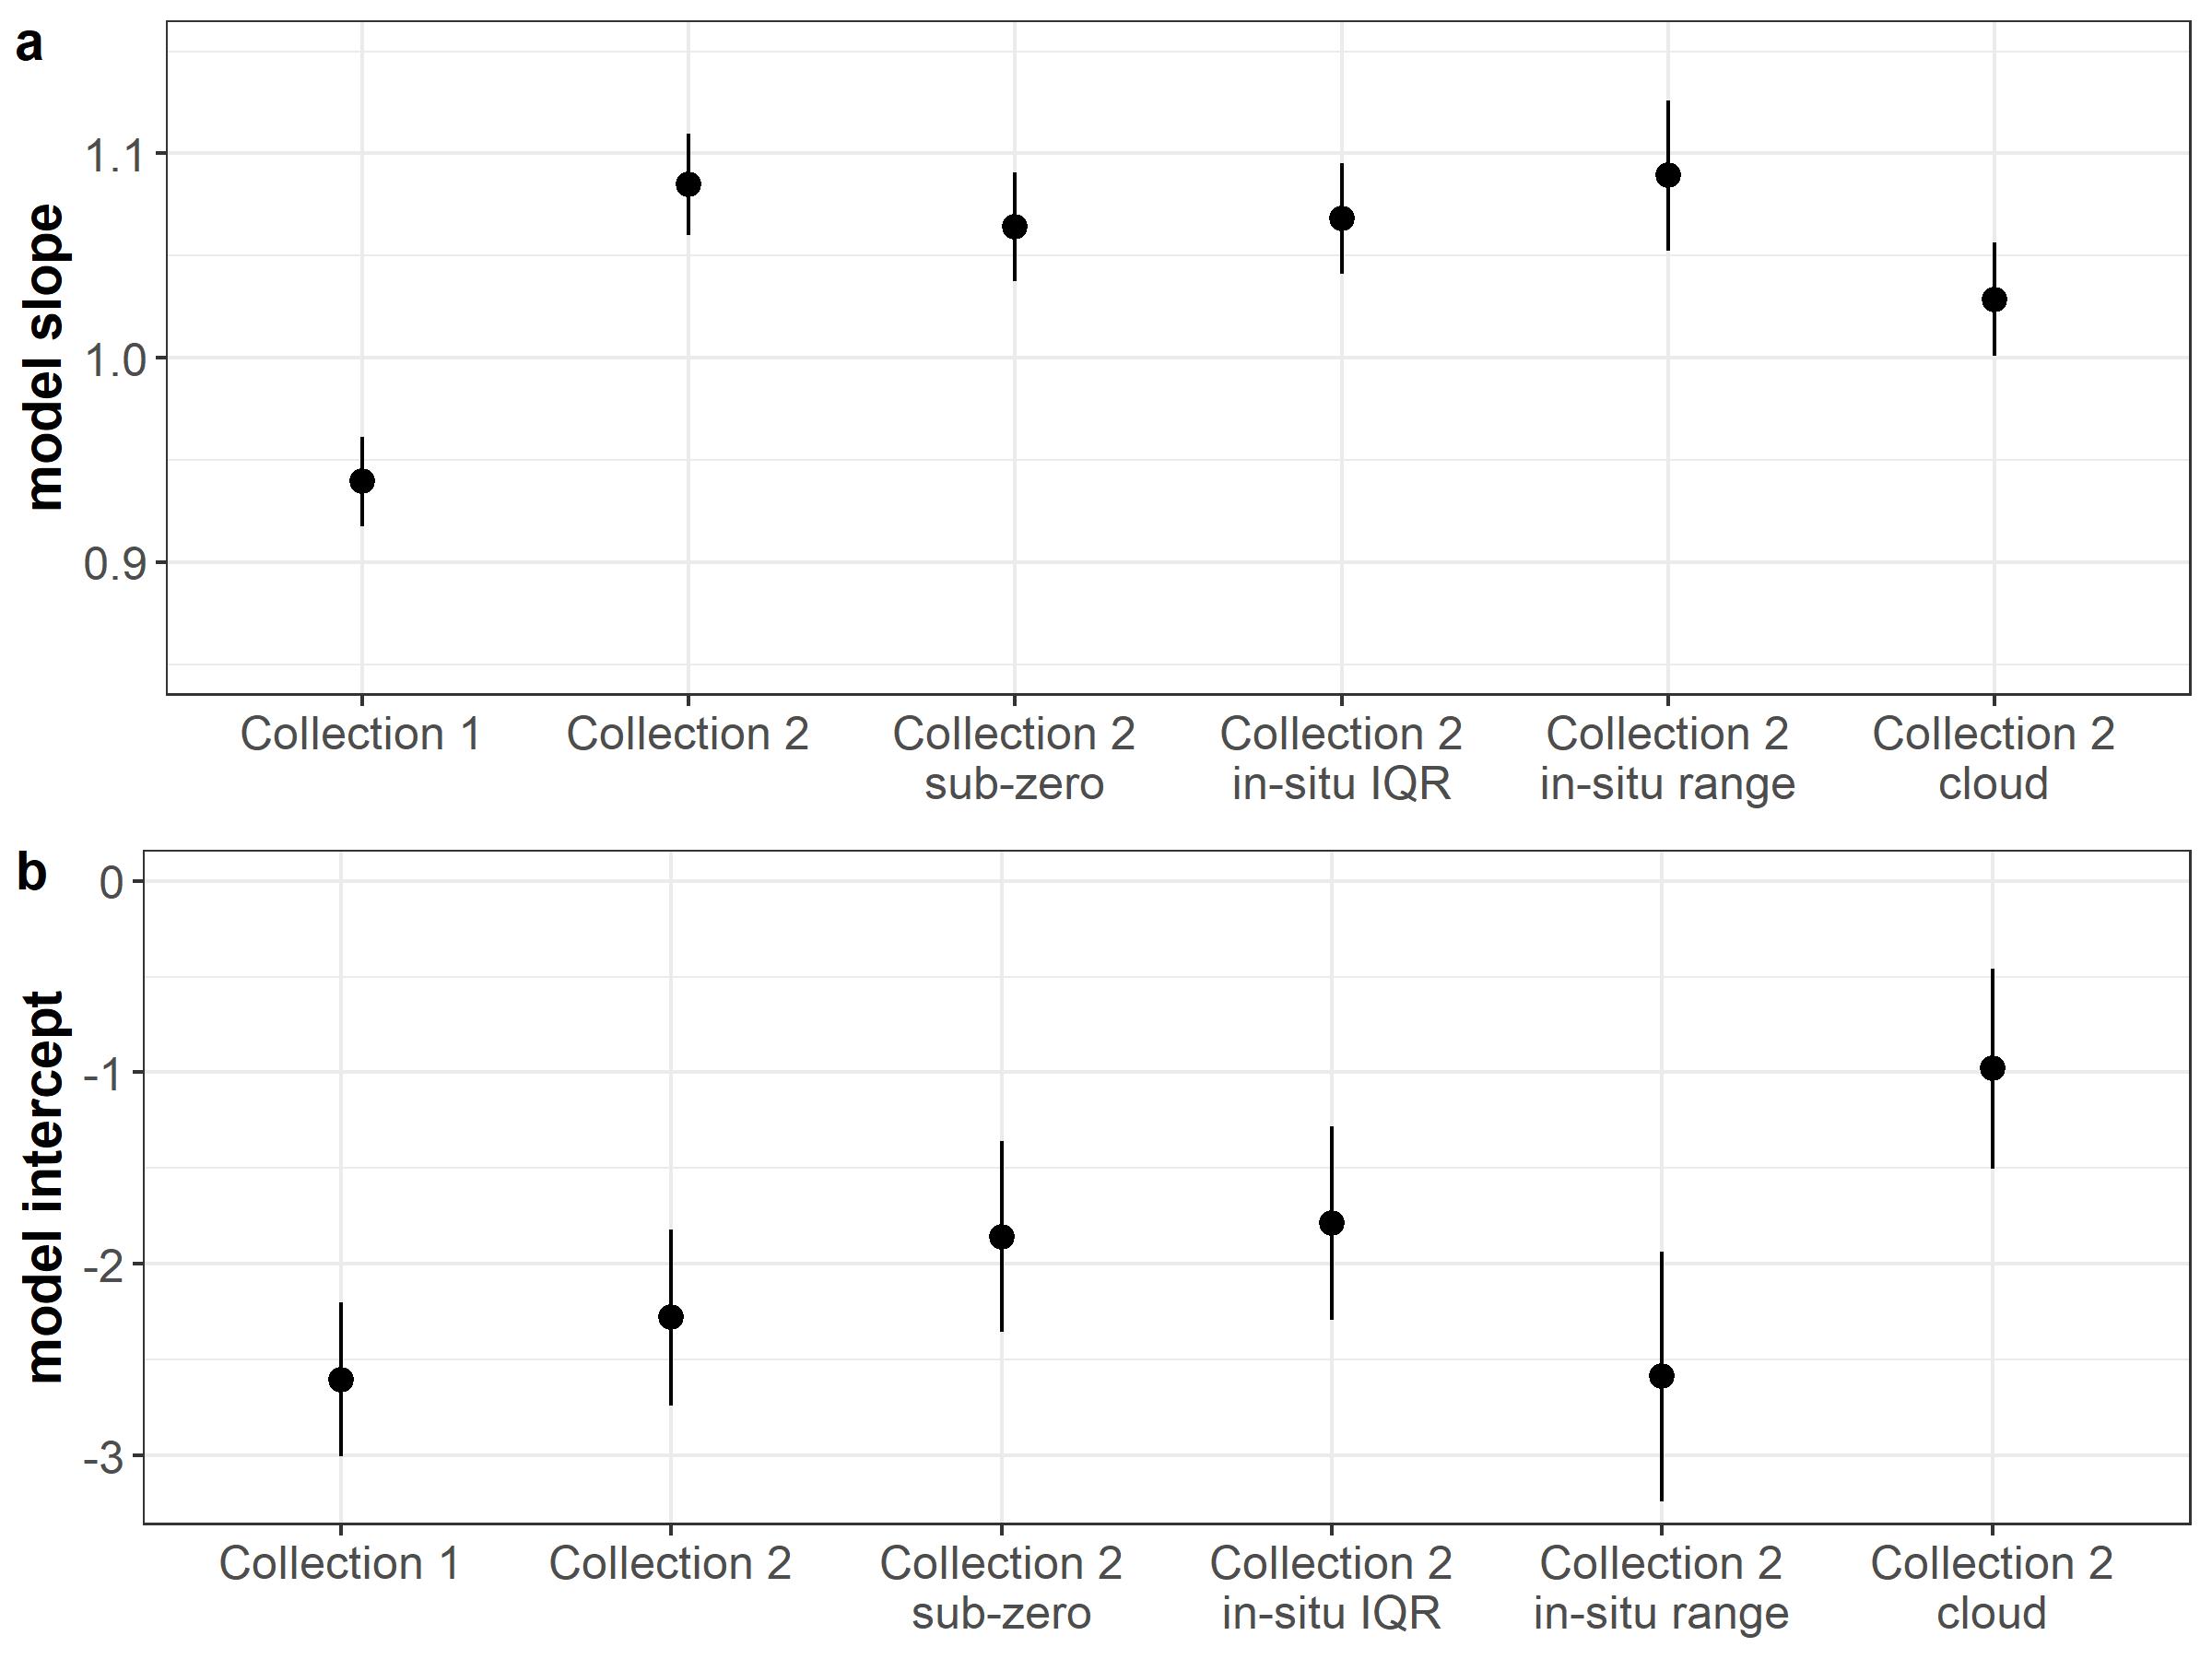 a
model slope
1.1
1.0
0.9
Collection 1
Collection 2
Collection 2
sub-zero
Collection 2
in-situ IQR
Collection 2
in-situ range
Collection 2
cloud
b
model intercept
0
-1
-2
-3
Collection 1
Collection 2
Collection 2
sub-zero
Collection 2
in-situ IQR
Collection 2
in-situ range
Collection 2
cloud